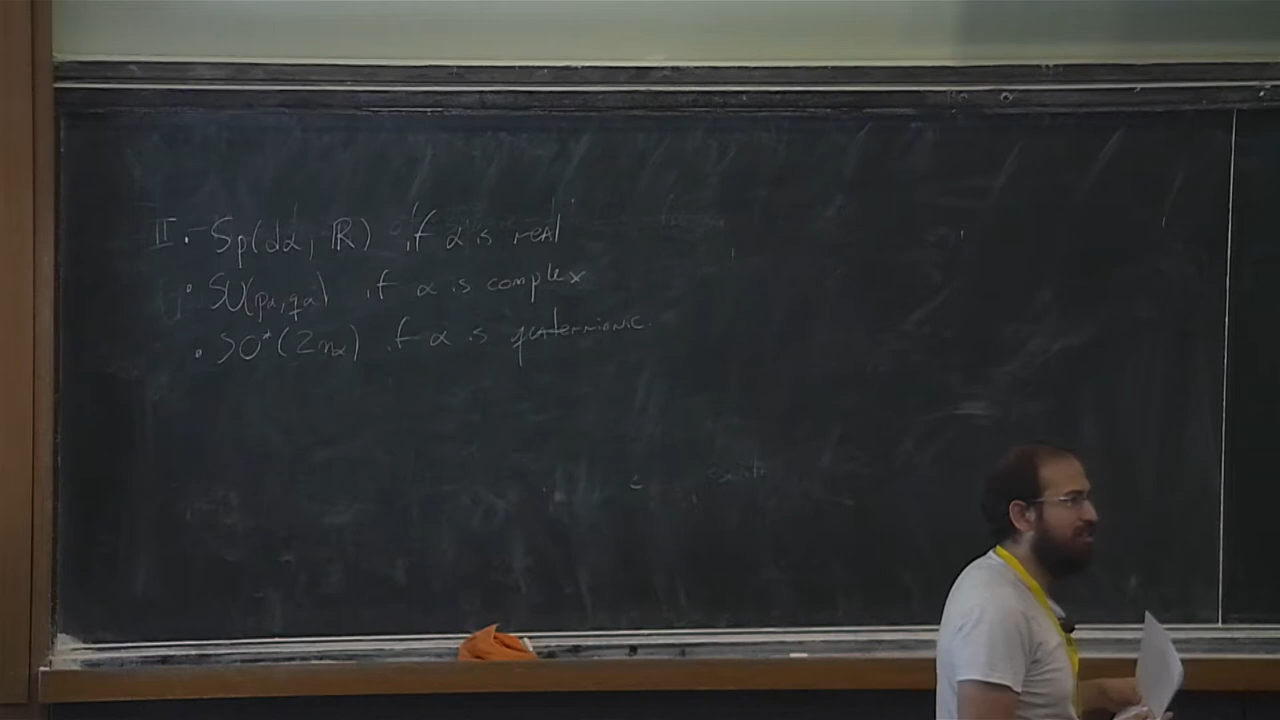 II. - Sp(dα, ℝ) if α is real
• SU(pα, qα) if α is complex
• SO*(2nα) if α is quaternionic.